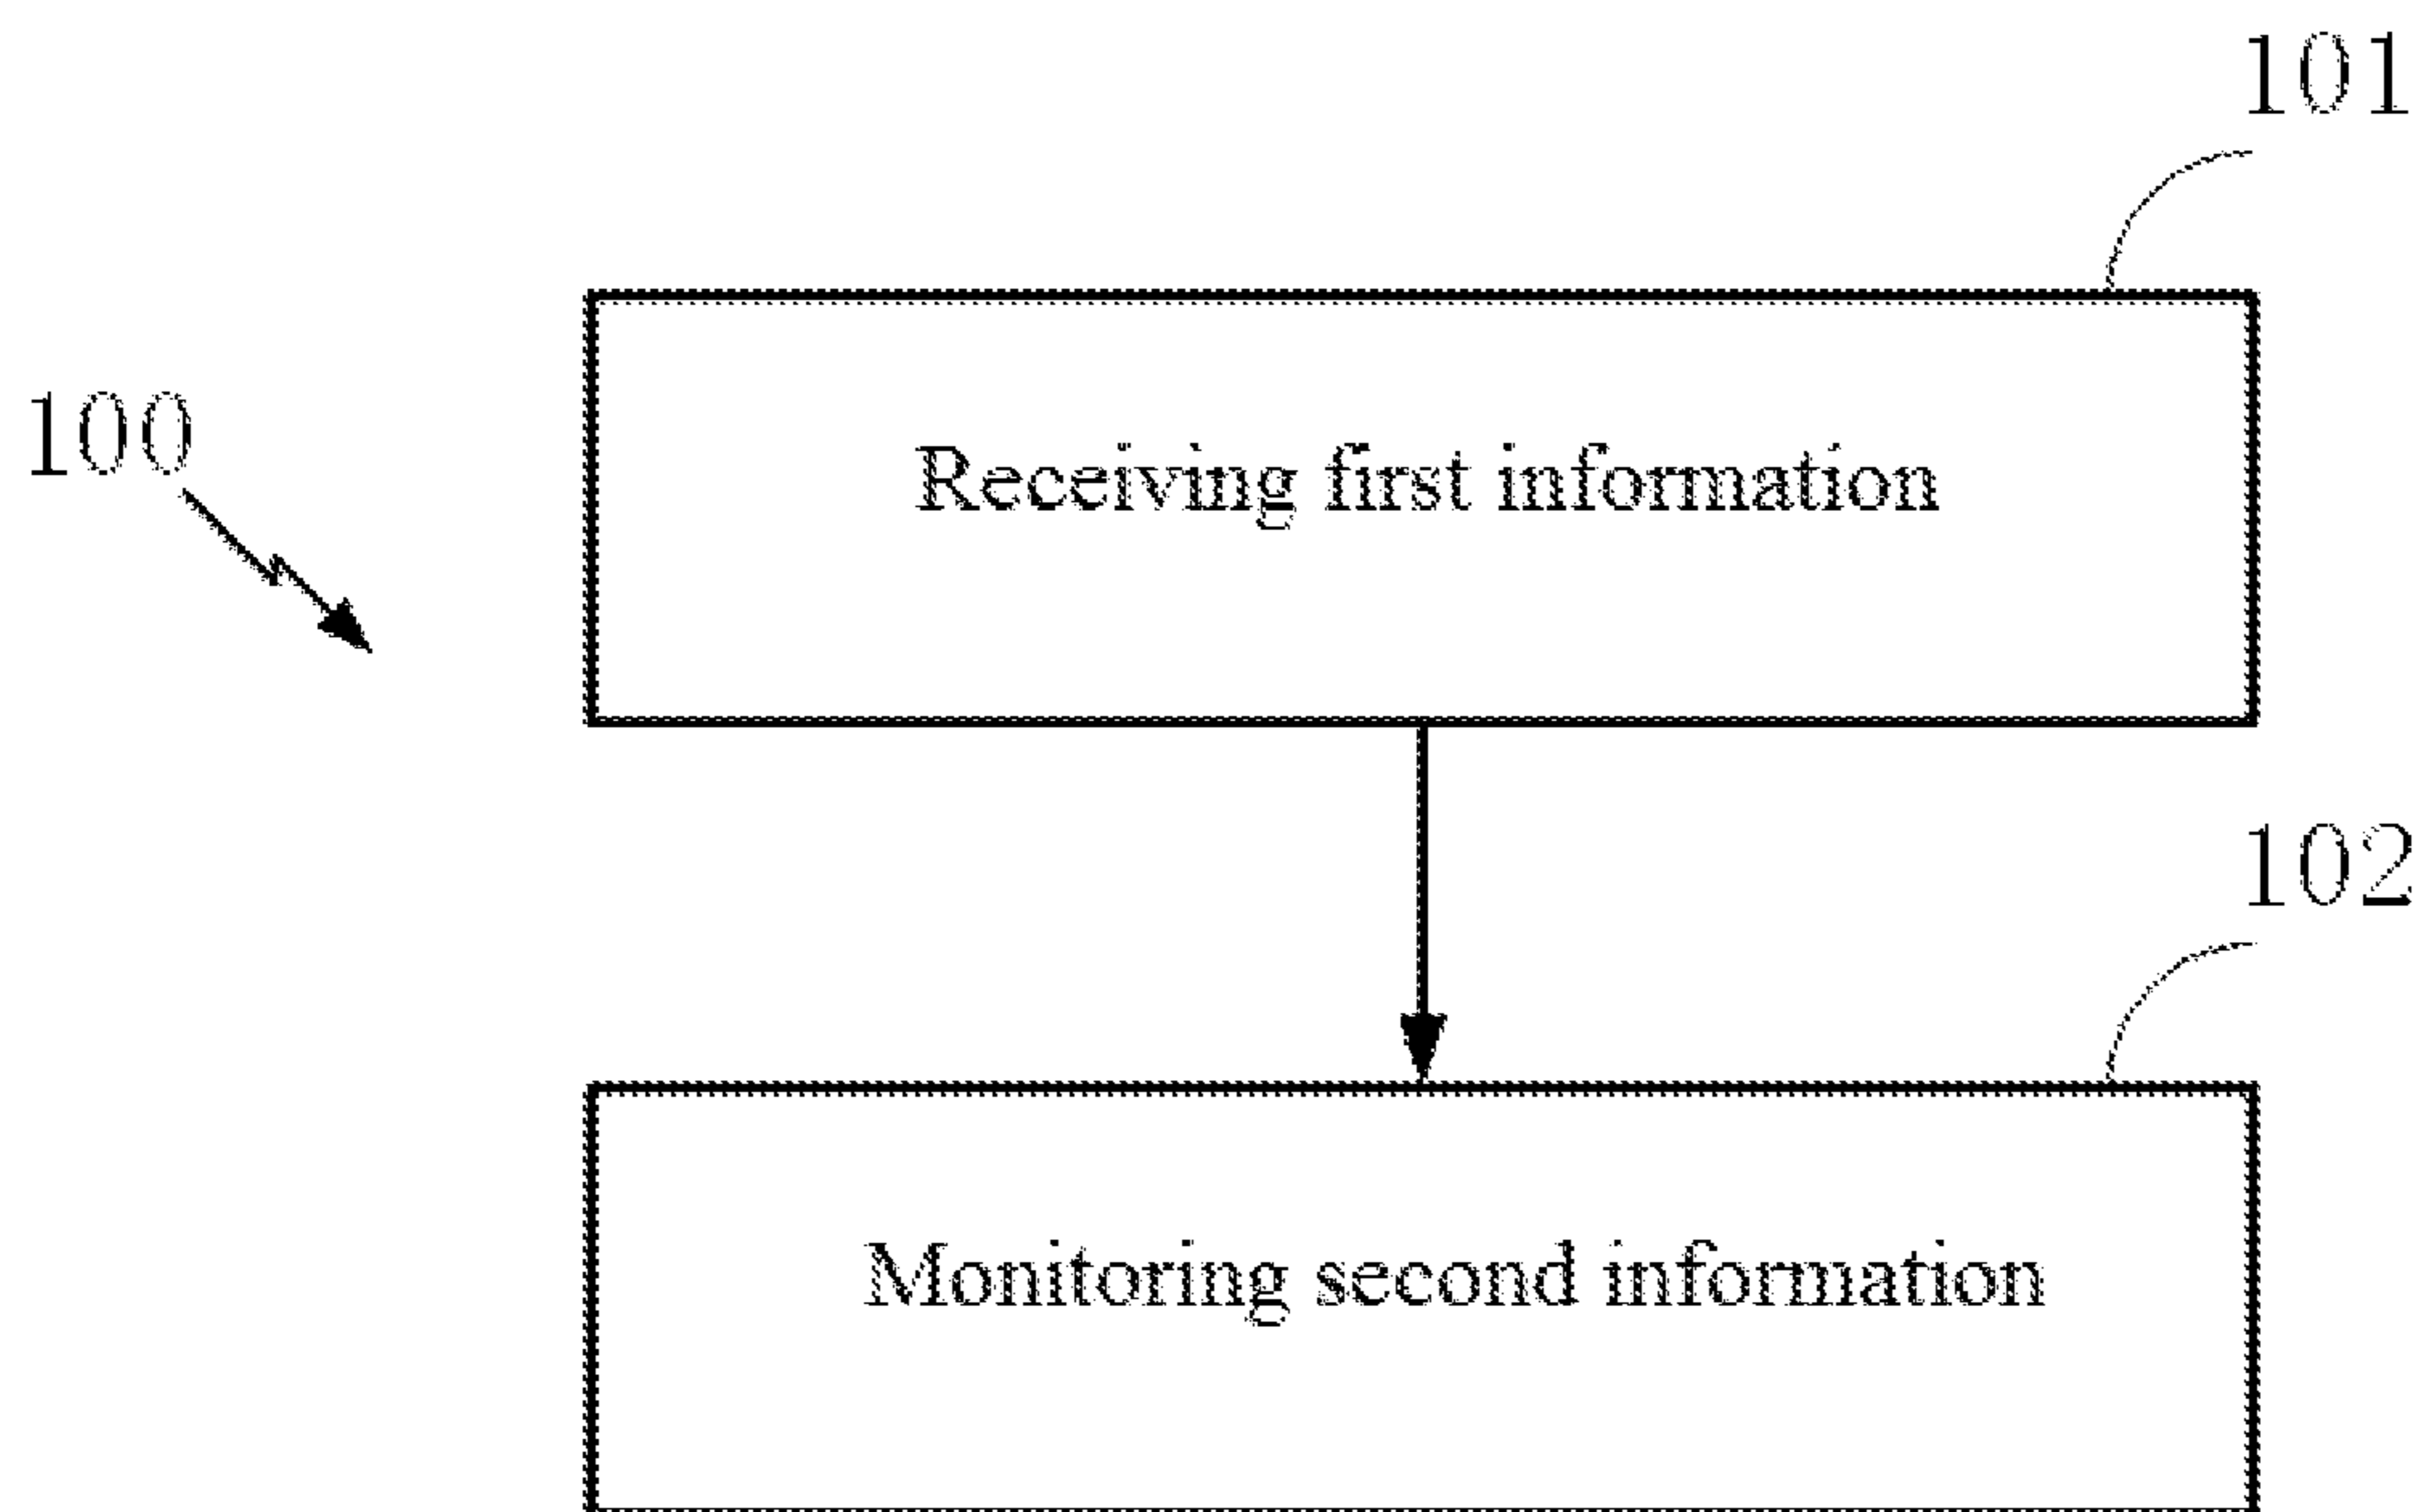 101
100
Receiving first information
102
Monitoring second information